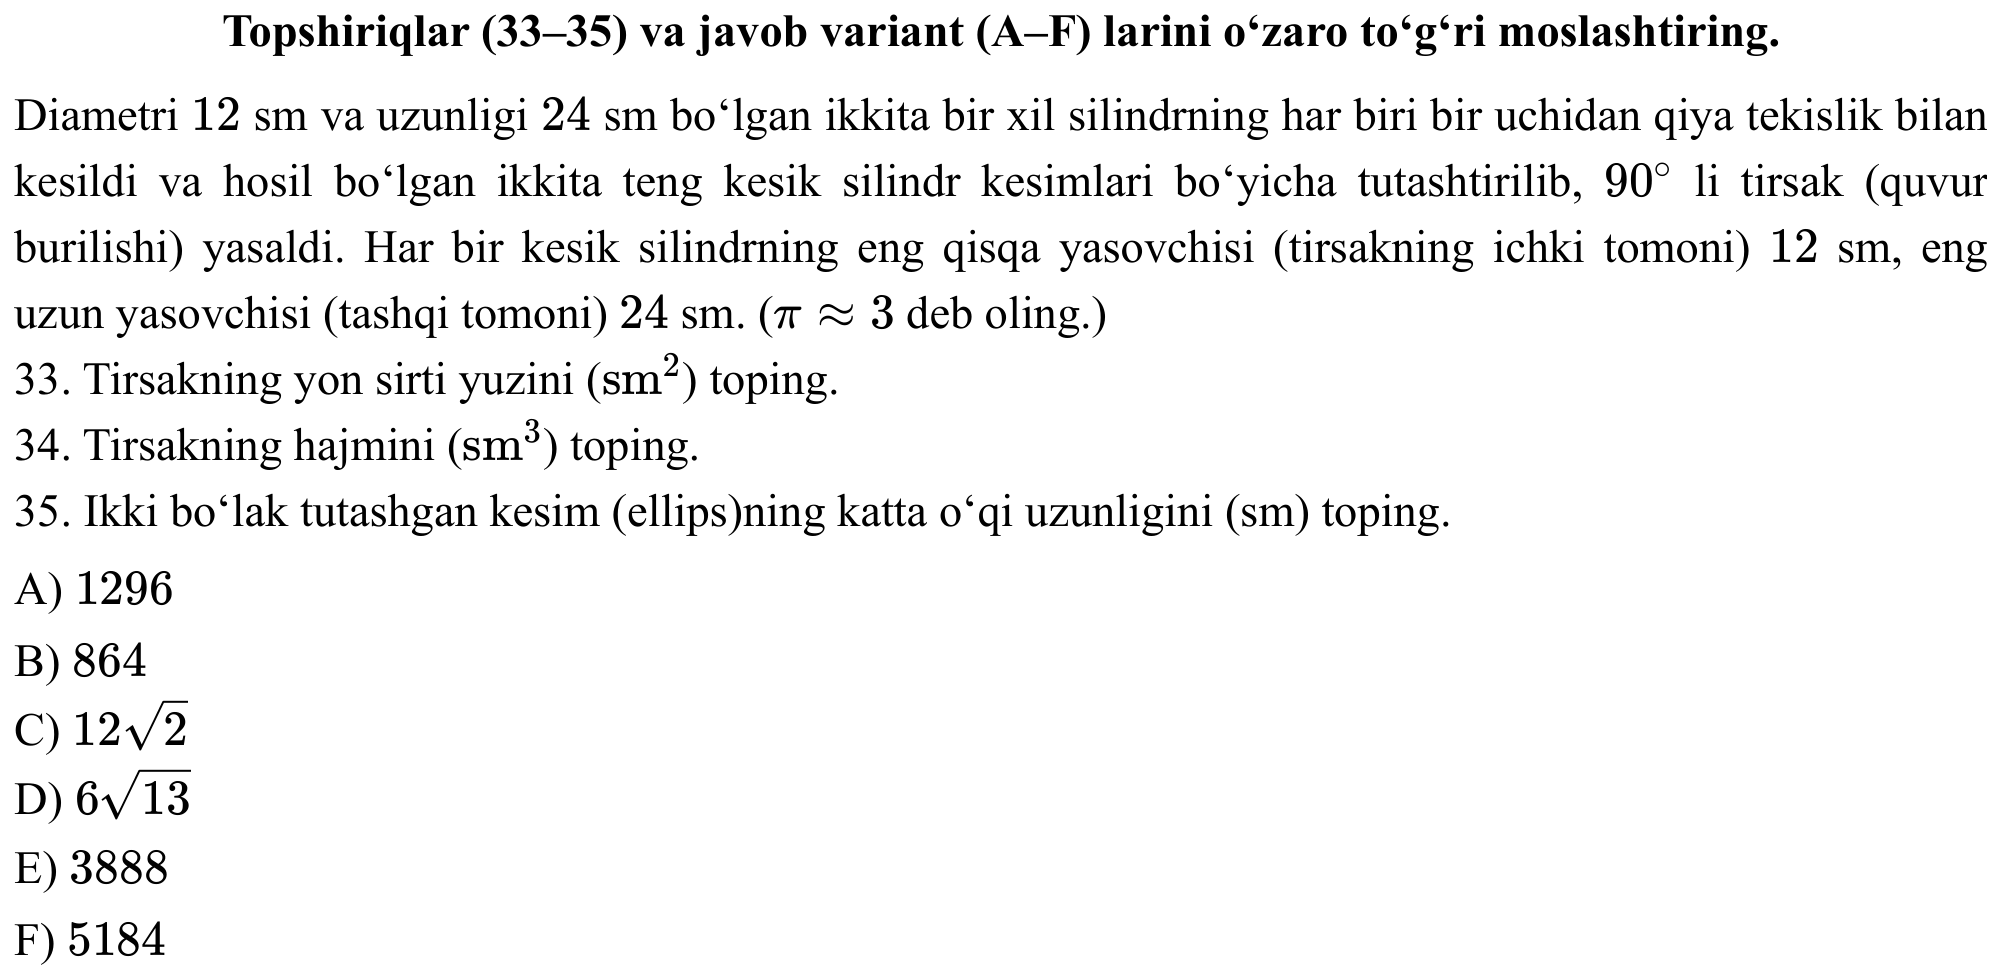 Topshiriqlar (33–35) va javob variant (A–F) larini o‘zaro to‘g‘ri moslashtiring.
Diametri 12 sm va uzunligi 24 sm bo‘lgan ikkita bir xil silindrning har biri bir uchidan qiya tekislik bilan
kesildi va hosil bo‘lgan ikkita teng kesik silindr kesimlari bo‘yicha tutashtirilib, 90° li tirsak (quvur
burilishi) yasaldi. Har bir kesik silindrning eng qisqa yasovchisi (tirsakning ichki tomoni) 12 sm, eng
uzun yasovchisi (tashqi tomoni) 24 sm. (π ≈ 3 deb oling.)
33. Tirsakning yon sirti yuzini (sm²) toping.
34. Tirsakning hajmini (sm³) toping.
35. Ikki bo‘lak tutashgan kesim (ellips)ning katta o‘qi uzunligini (sm) toping.
A) 1296
B) 864
C) 12√2
D) 6√13
E) 3888
F) 5184